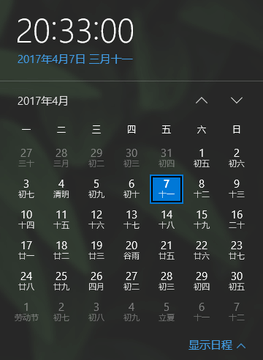 20:33:00
2017年4月7日 三月十一
2017年4月
一 二 三 四 五 六 日
27 28 29 30 31 1 2
三十 三月 初二 初三 初四 初五 初六
3 4 5 6 7 8 9
初七 清明 初九 初十 十一 十二 十三
10 11 12 13 14 15 16
十四 十五 十六 十七 十八 十九 二十
17 18 19 20 21 22 23
廿一 廿二 廿三 谷雨 廿五 廿六 廿七
24 25 26 27 28 29 30
廿八 廿九 四月 初二 初三 初四 初五
1 2 3 4 5 6 7
劳动节 初七 初八 初九 立夏 十一 十二
显示日程